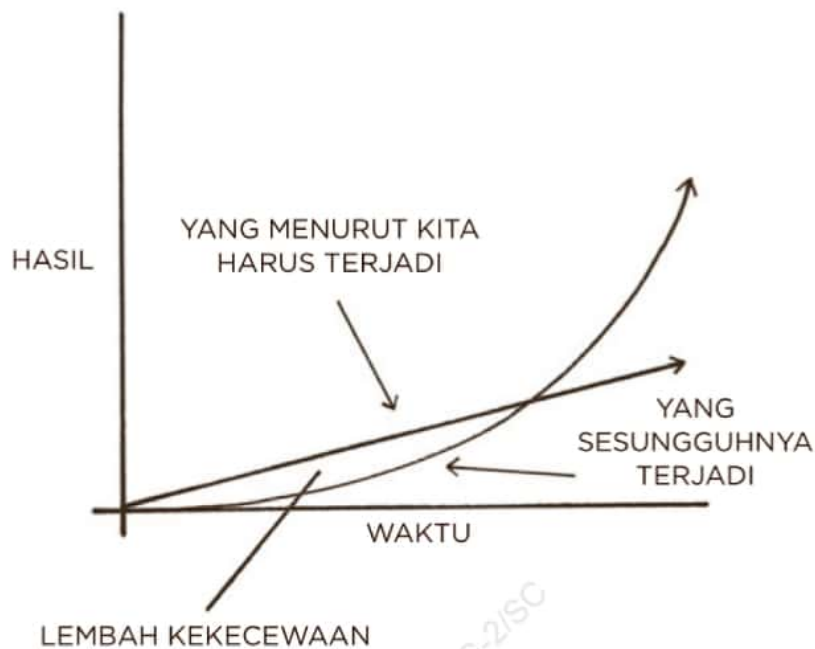 YANG MENURUT KITA
HARUS TERJADI
HASIL
YANG
SESUNGGUHNYA
TERJADI
WAKTU
LEMBAH KEKECEWAAN